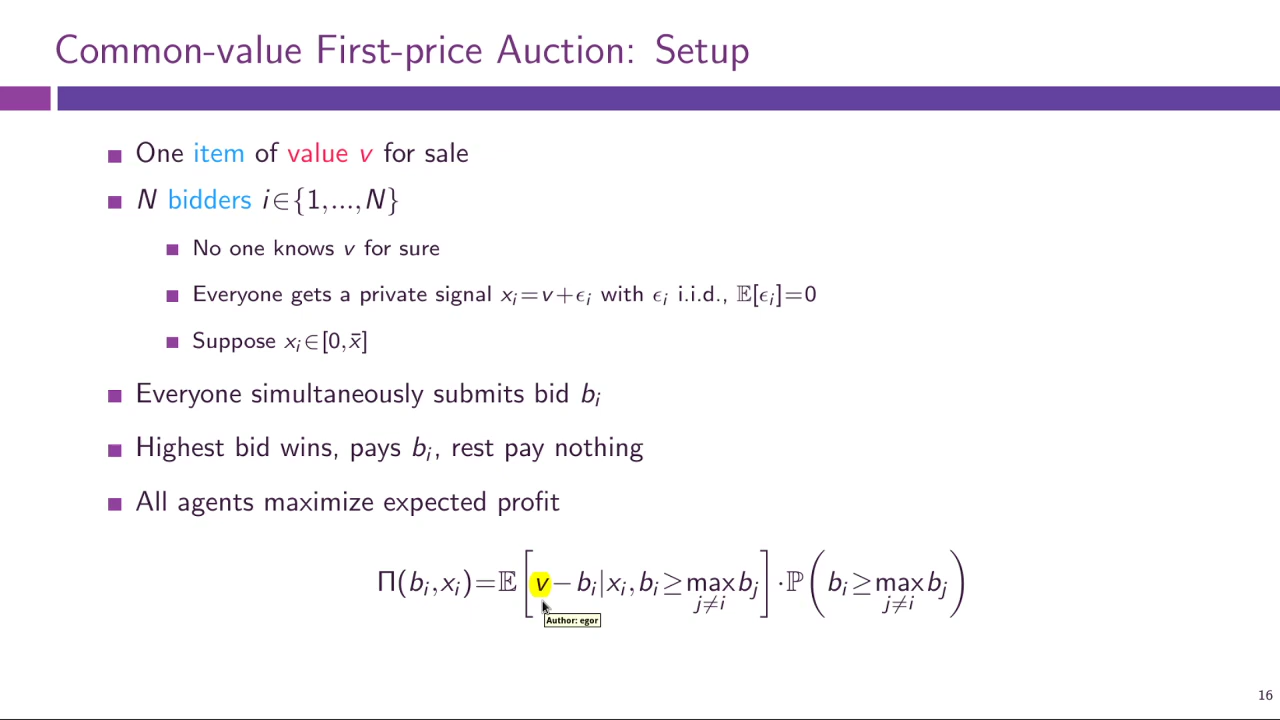 Common-value First-price Auction: Setup
One item of value v for sale
N bidders i∈{1,...,N}
No one knows v for sure
Everyone gets a private signal xᵢ=v+ϵᵢ with ϵᵢ i.i.d., 𝔼[ϵᵢ]=0
Suppose xᵢ∈[0,x̄]
Everyone simultaneously submits bid bᵢ
Highest bid wins, pays bᵢ, rest pay nothing
All agents maximize expected profit
Π(bᵢ,xᵢ)=𝔼[v−bᵢ|xᵢ,bᵢ≥max_{j≠i} bⱼ]·ℙ(bᵢ≥max_{j≠i} bⱼ)
Author: egor
16